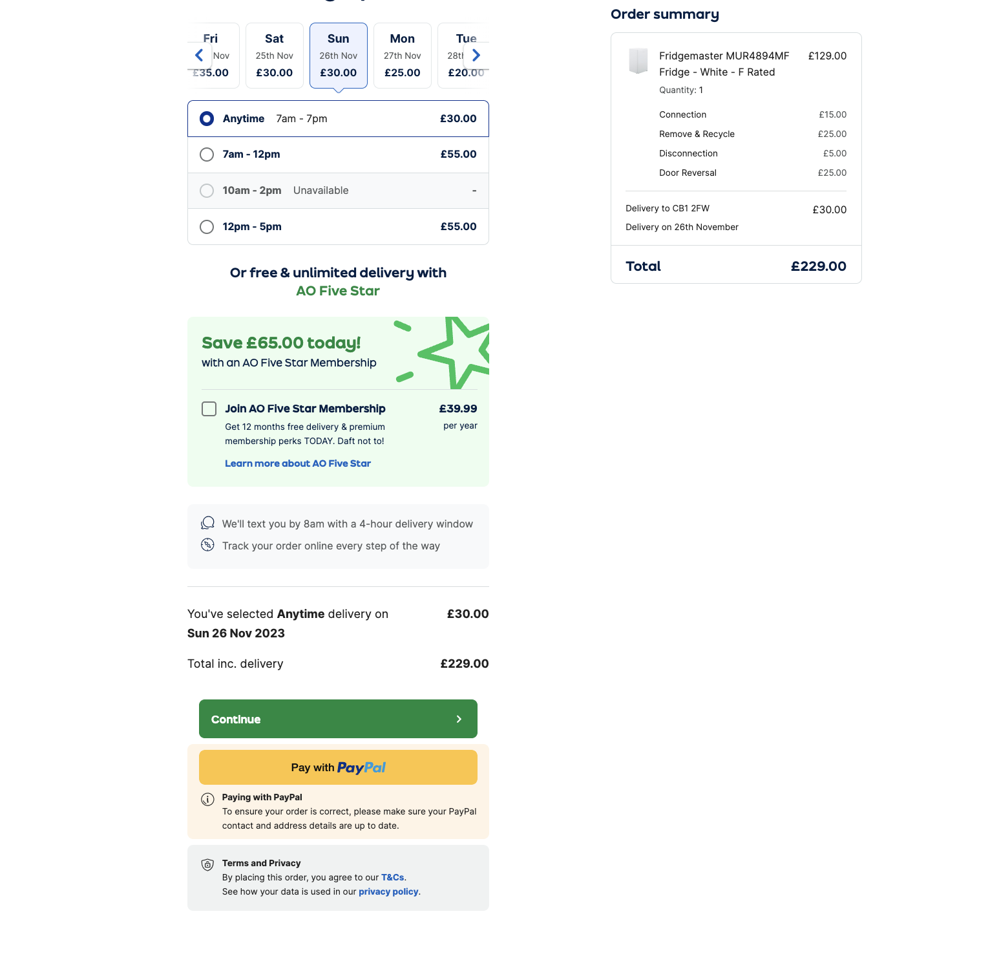 Fri
Nov
£35.00
Sat
25th Nov
£30.00
Sun
26th Nov
£30.00
Mon
27th Nov
£25.00
Tue
28th
£20.00
Anytime 7am - 7pm £30.00
7am - 12pm £55.00
10am - 2pm Unavailable -
12pm - 5pm £55.00
Or free & unlimited delivery with
AO Five Star
Save £65.00 today!
with an AO Five Star Membership
Join AO Five Star Membership £39.99
per year
Get 12 months free delivery & premium
membership perks TODAY. Daft not to!
Learn more about AO Five Star
We'll text you by 8am with a 4-hour delivery window
Track your order online every step of the way
You've selected Anytime delivery on £30.00
Sun 26 Nov 2023
Total inc. delivery £229.00
Continue
Pay with PayPal
Paying with PayPal
To ensure your order is correct, please make sure your PayPal
contact and address details are up to date.
Terms and Privacy
By placing this order, you agree to our T&Cs.
See how your data is used in our privacy policy.
Order summary
Fridgemaster MUR4894MF £129.00
Fridge - White - F Rated
Quantity: 1
Connection £15.00
Remove & Recycle £25.00
Disconnection £5.00
Door Reversal £25.00
Delivery to CB1 2FW £30.00
Delivery on 26th November
Total £229.00